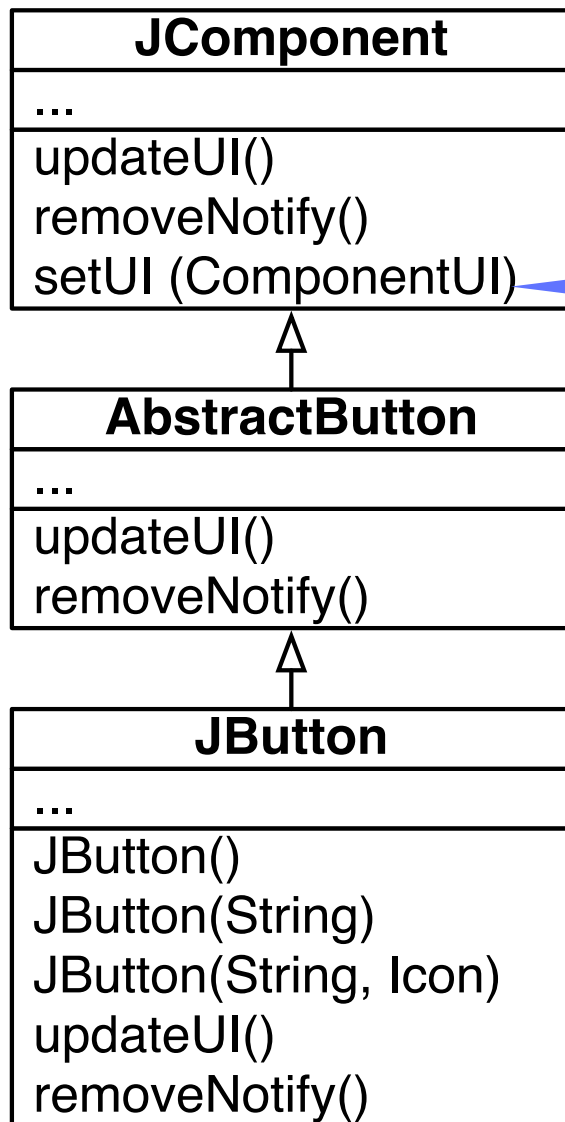 JComponent
...
updateUI()
removeNotify()
setUI (ComponentUI)
AbstractButton
...
updateUI()
removeNotify()
JButton
...
JButton()
JButton(String)
JButton(String, Icon)
updateUI()
removeNotify()